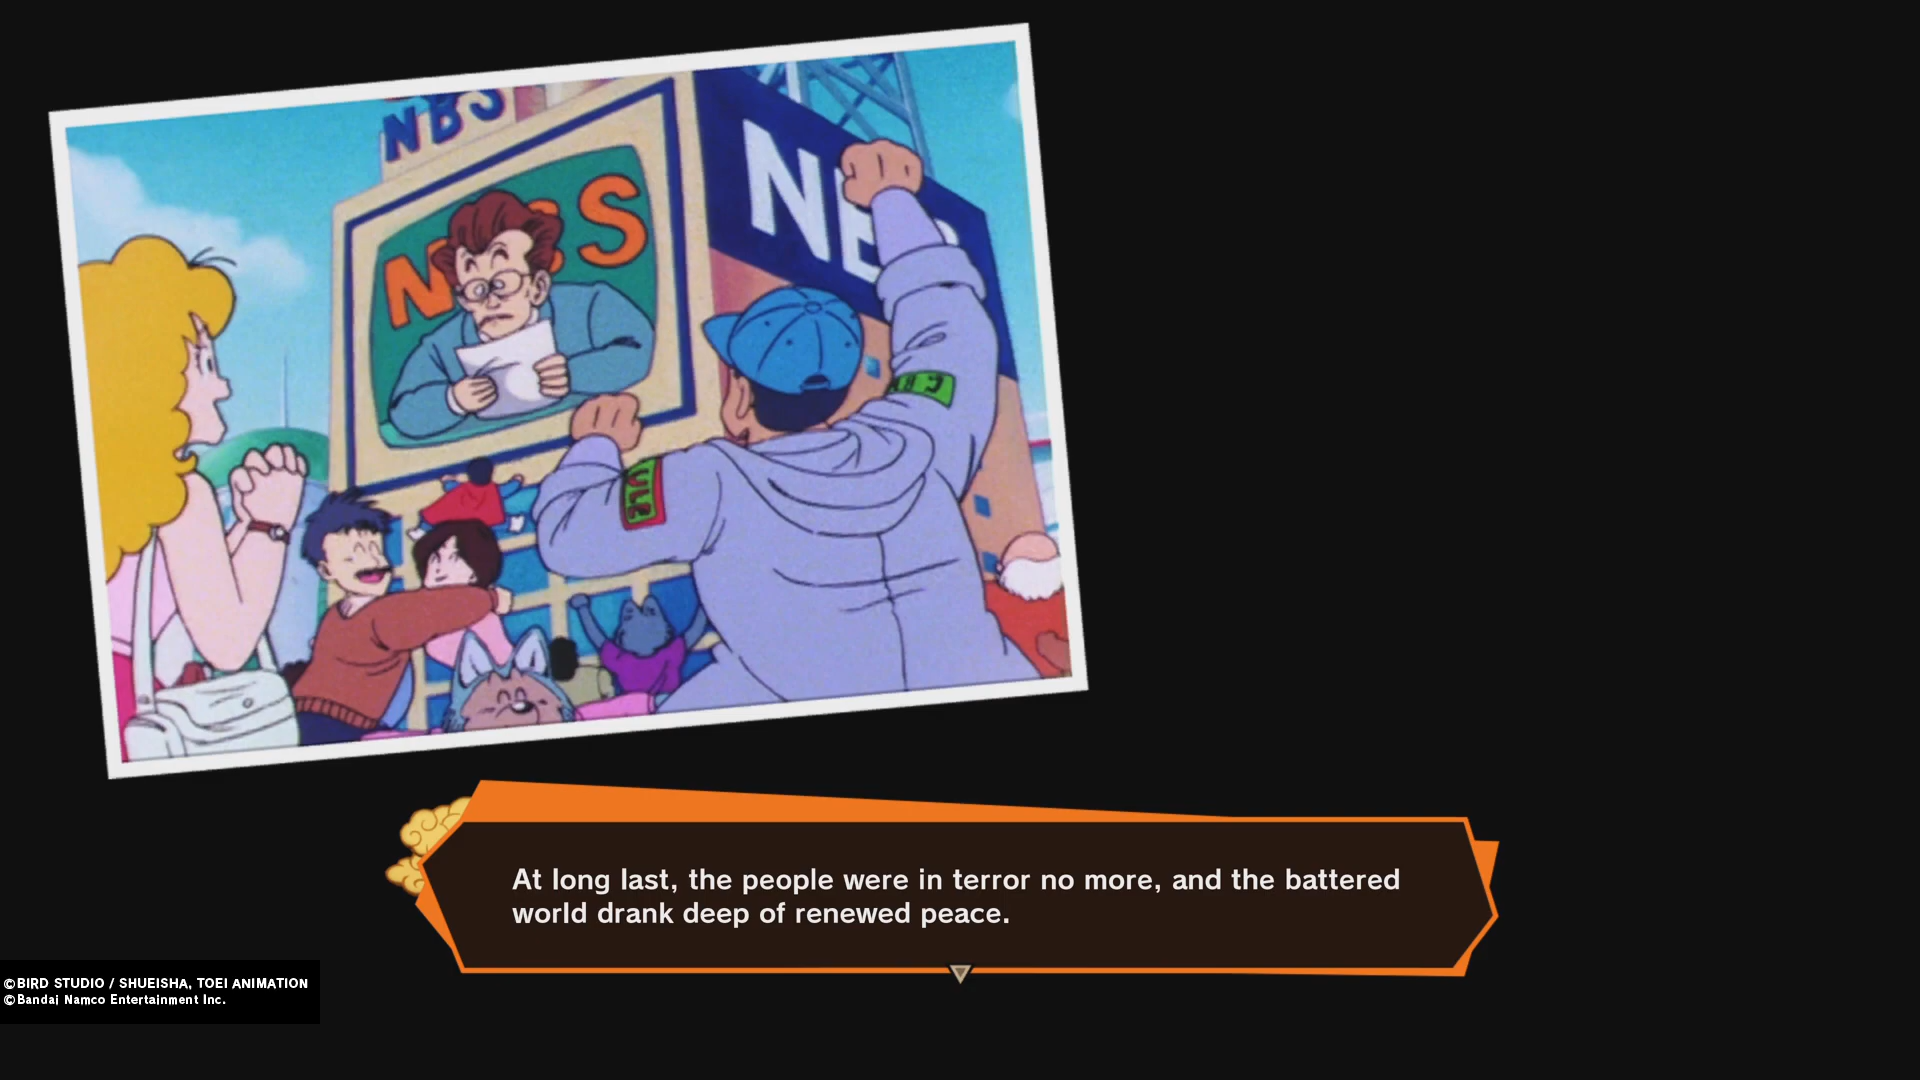 NBS
NBS
At long last, the people were in terror no more, and the battered
world drank deep of renewed peace.
©BIRD STUDIO / SHUEISHA, TOEI ANIMATION
©Bandai Namco Entertainment Inc.